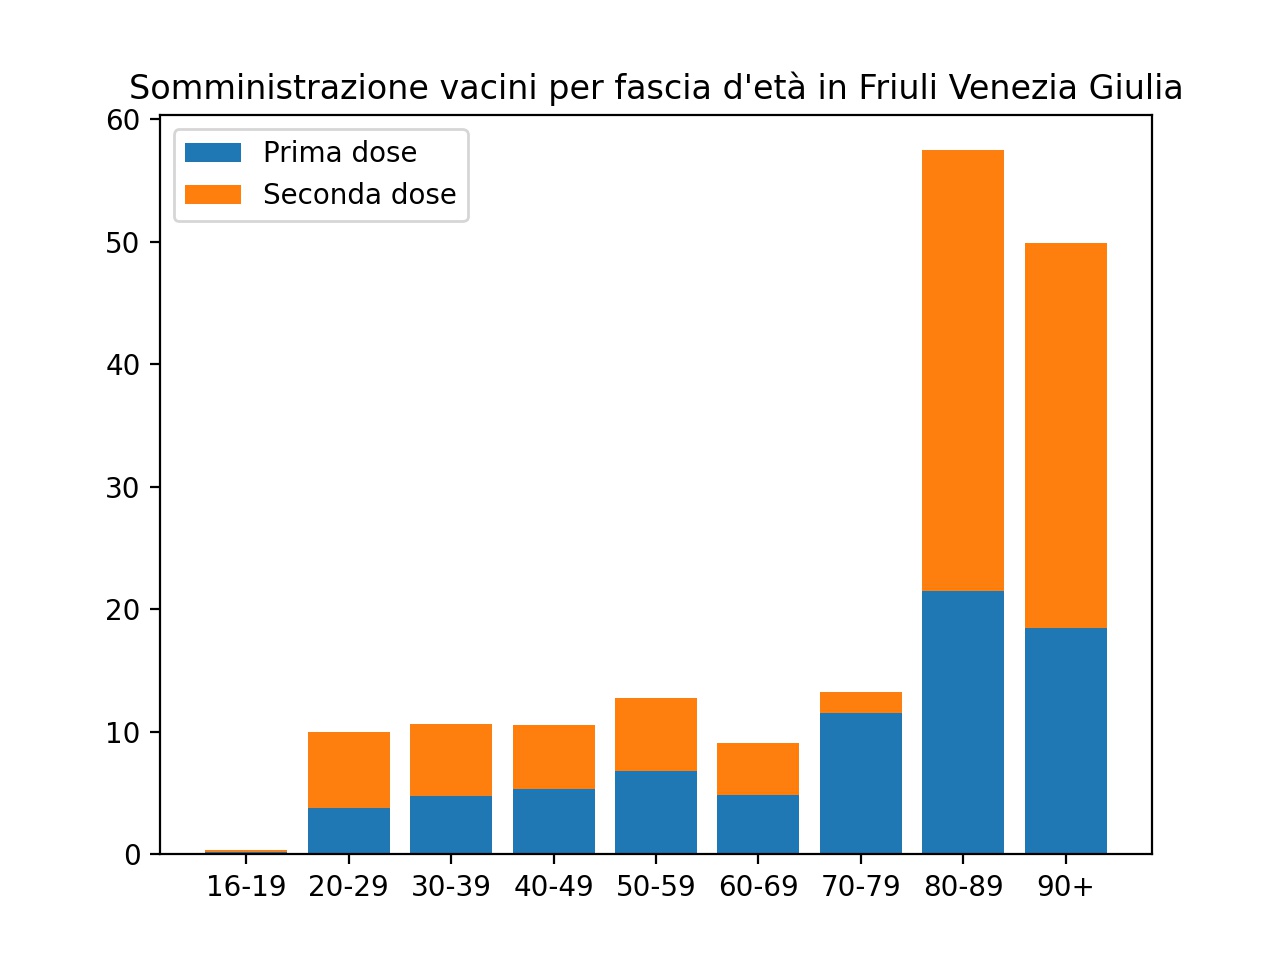 Somministrazione vacini per fascia d'età in Friuli Venezia Giulia
Prima dose
Seconda dose
60
50
40
30
20
10
0
16-19 20-29 30-39 40-49 50-59 60-69 70-79 80-89 90+